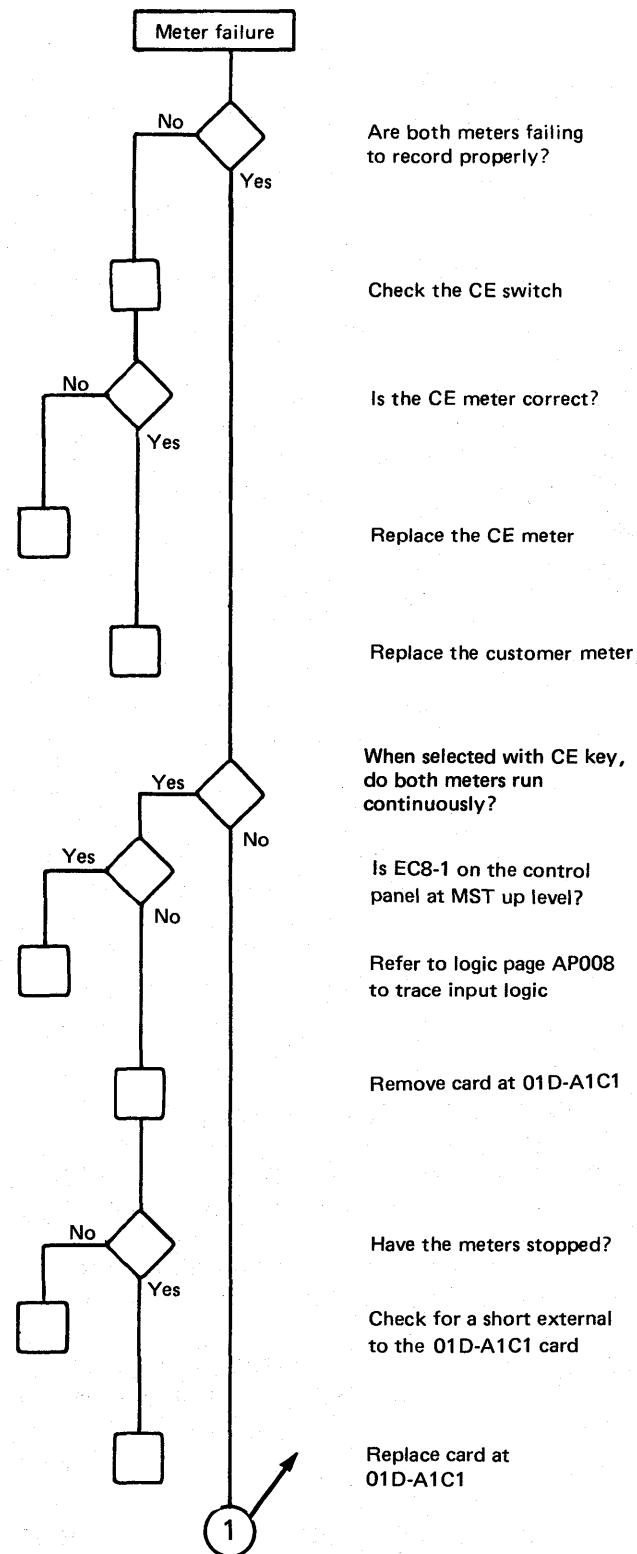 Meter failure
No
Are both meters failing
to record properly?
Yes
Check the CE switch
No
Is the CE meter correct?
Yes
Replace the CE meter
Replace the customer meter
When selected with CE key,
do both meters run
continuously?
Yes
No
Yes
Is EC8-1 on the control
panel at MST up level?
No
Refer to logic page AP008
to trace input logic
Remove card at 01D-A1C1
No
Have the meters stopped?
Yes
Check for a short external
to the 01D-A1C1 card
Replace card at
01D-A1C1
1